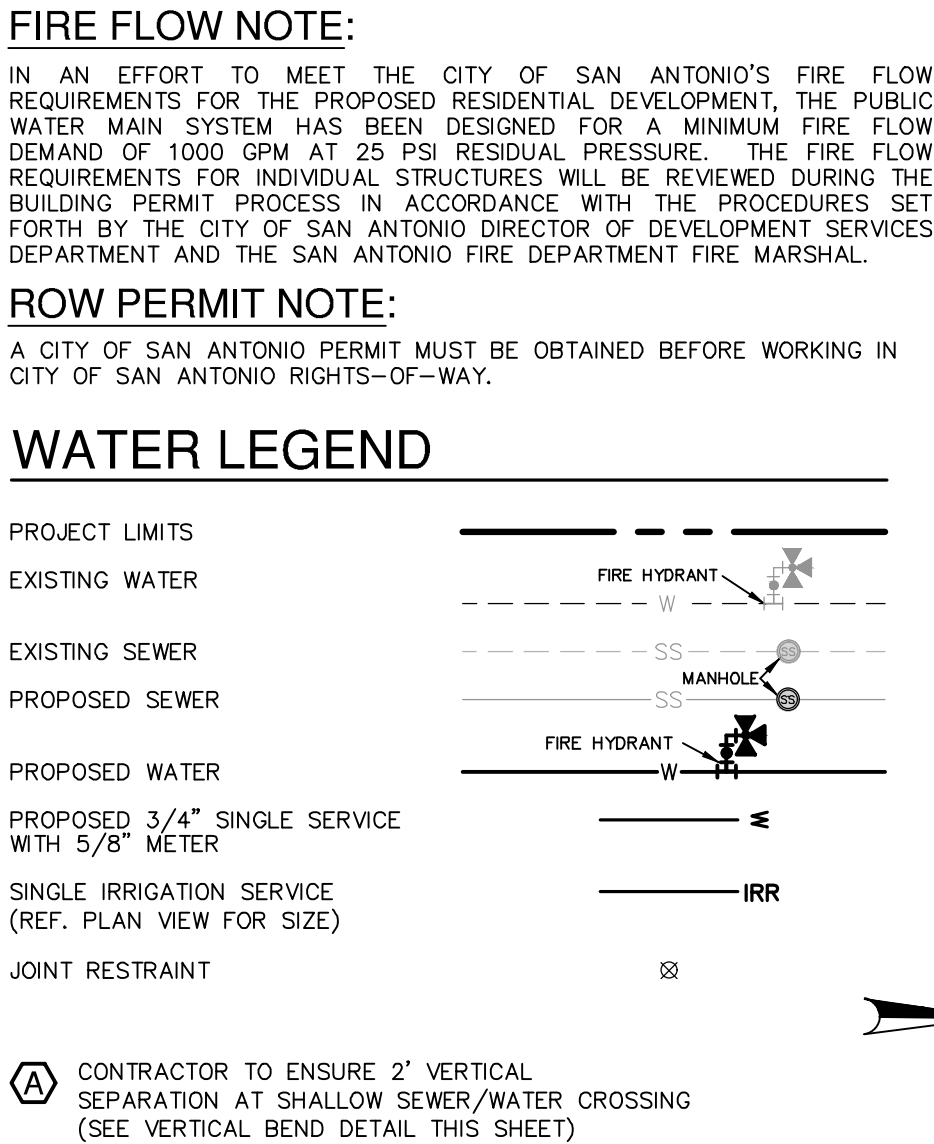 FIRE FLOW NOTE:
IN AN EFFORT TO MEET THE CITY OF SAN ANTONIO'S FIRE FLOW
REQUIREMENTS FOR THE PROPOSED RESIDENTIAL DEVELOPMENT, THE PUBLIC
WATER MAIN SYSTEM HAS BEEN DESIGNED FOR A MINIMUM FIRE FLOW
DEMAND OF 1000 GPM AT 25 PSI RESIDUAL PRESSURE. THE FIRE FLOW
REQUIREMENTS FOR INDIVIDUAL STRUCTURES WILL BE REVIEWED DURING THE
BUILDING PERMIT PROCESS IN ACCORDANCE WITH THE PROCEDURES SET
FORTH BY THE CITY OF SAN ANTONIO DIRECTOR OF DEVELOPMENT SERVICES
DEPARTMENT AND THE SAN ANTONIO FIRE DEPARTMENT FIRE MARSHAL.
ROW PERMIT NOTE:
A CITY OF SAN ANTONIO PERMIT MUST BE OBTAINED BEFORE WORKING IN
CITY OF SAN ANTONIO RIGHTS-OF-WAY.
WATER LEGEND
PROJECT LIMITS
EXISTING WATER
FIRE HYDRANT
W
EXISTING SEWER
SS
SS
MANHOLE
PROPOSED SEWER
SS
SS
FIRE HYDRANT
PROPOSED WATER
W
PROPOSED 3/4" SINGLE SERVICE
WITH 5/8" METER
W
SINGLE IRRIGATION SERVICE
(REF. PLAN VIEW FOR SIZE)
IRR
JOINT RESTRAINT
A
CONTRACTOR TO ENSURE 2' VERTICAL
SEPARATION AT SHALLOW SEWER/WATER CROSSING
(SEE VERTICAL BEND DETAIL THIS SHEET)